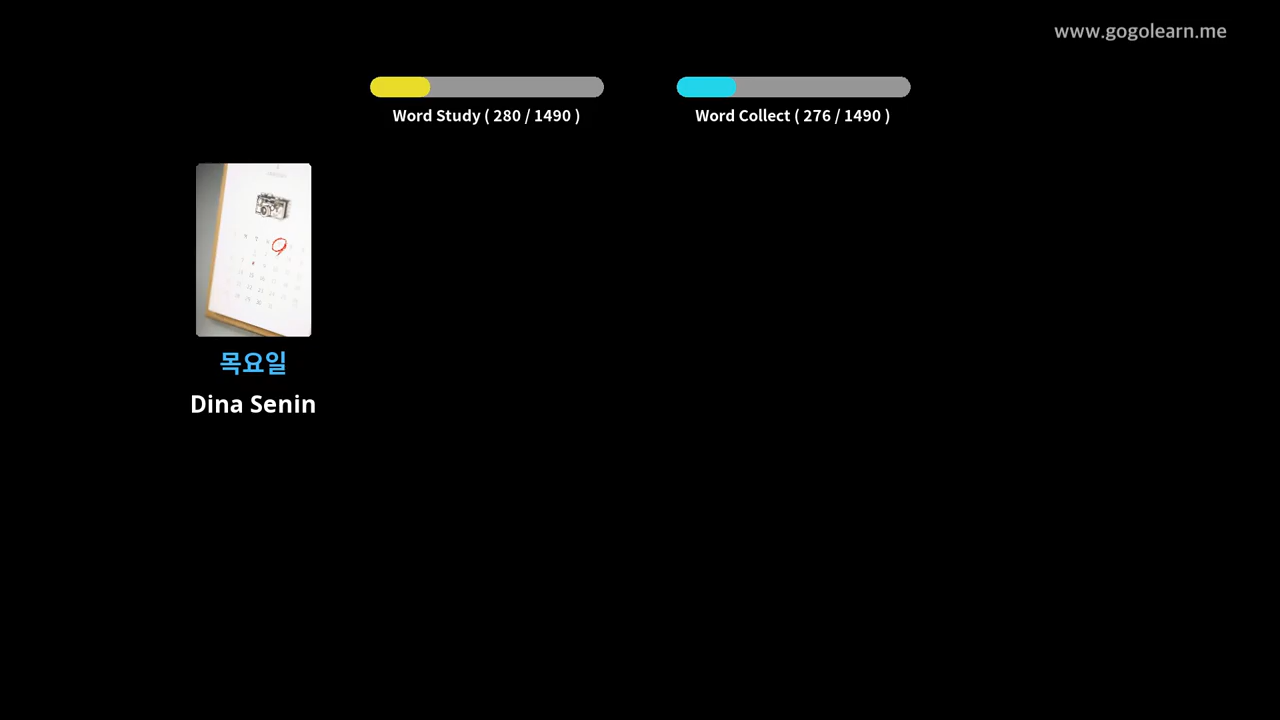 www.gogolearn.me
Word Study ( 280 / 1490 )
Word Collect ( 276 / 1490 )
목요일
Dina Senin